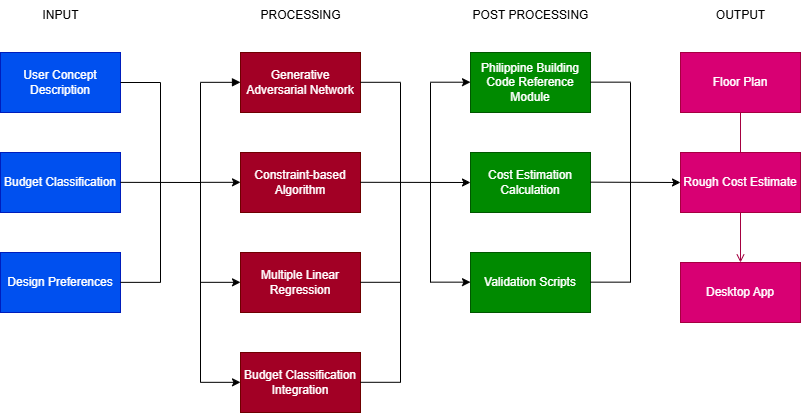 INPUT
PROCESSING
POST PROCESSING
OUTPUT
User Concept
Description
Budget Classification
Design Preferences
Generative
Adversarial Network
Constraint-based
Algorithm
Multiple Linear
Regression
Budget Classification
Integration
Philippine Building
Code Reference
Module
Cost Estimation
Calculation
Validation Scripts
Floor Plan
Rough Cost Estimate
Desktop App